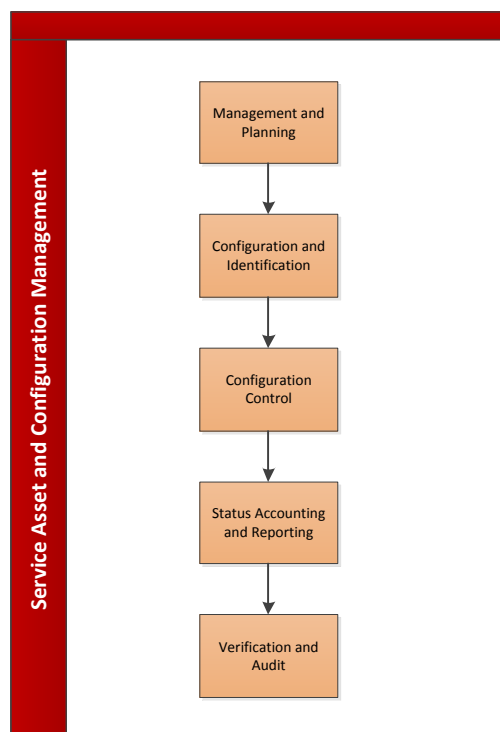 Service Asset and Configuration Management
Management and
Planning
Configuration and
Identification
Configuration
Control
Status Accounting
and Reporting
Verification and
Audit